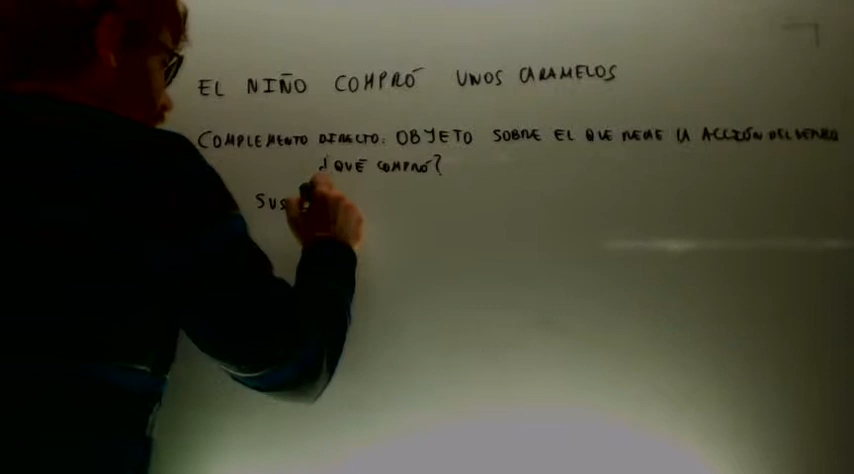 EL NIÑO COMPRÓ UNOS CARAMELOS
COMPLEMENTO DIRECTO: OBJETO SOBRE EL QUE RECAE LA ACCIÓN DEL VERBO
¿QUÉ COMPRÓ?
SUS